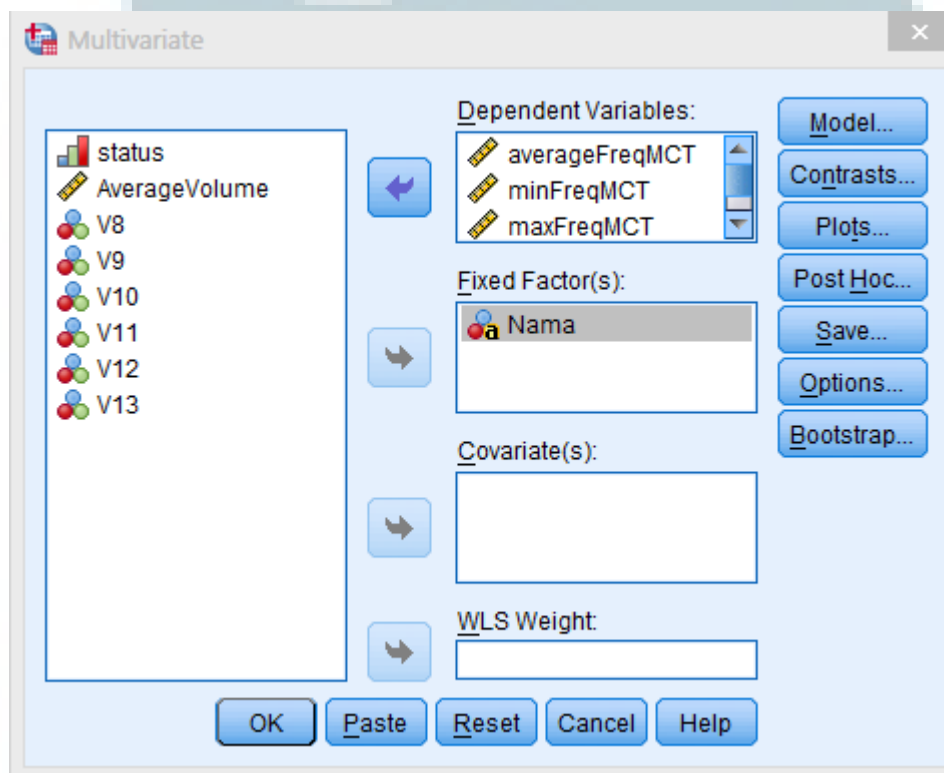 Multivariate
status
AverageVolume
V8
V9
V10
V11
V12
V13
Dependent Variables:
averageFreqMCT
minFreqMCT
maxFreqMCT
Fixed Factor(s):
a Nama
Covariate(s):
WLS Weight:
Model...
Contrasts...
Plots...
Post Hoc...
Save...
Options...
Bootstrap...
OK Paste Reset Cancel Help